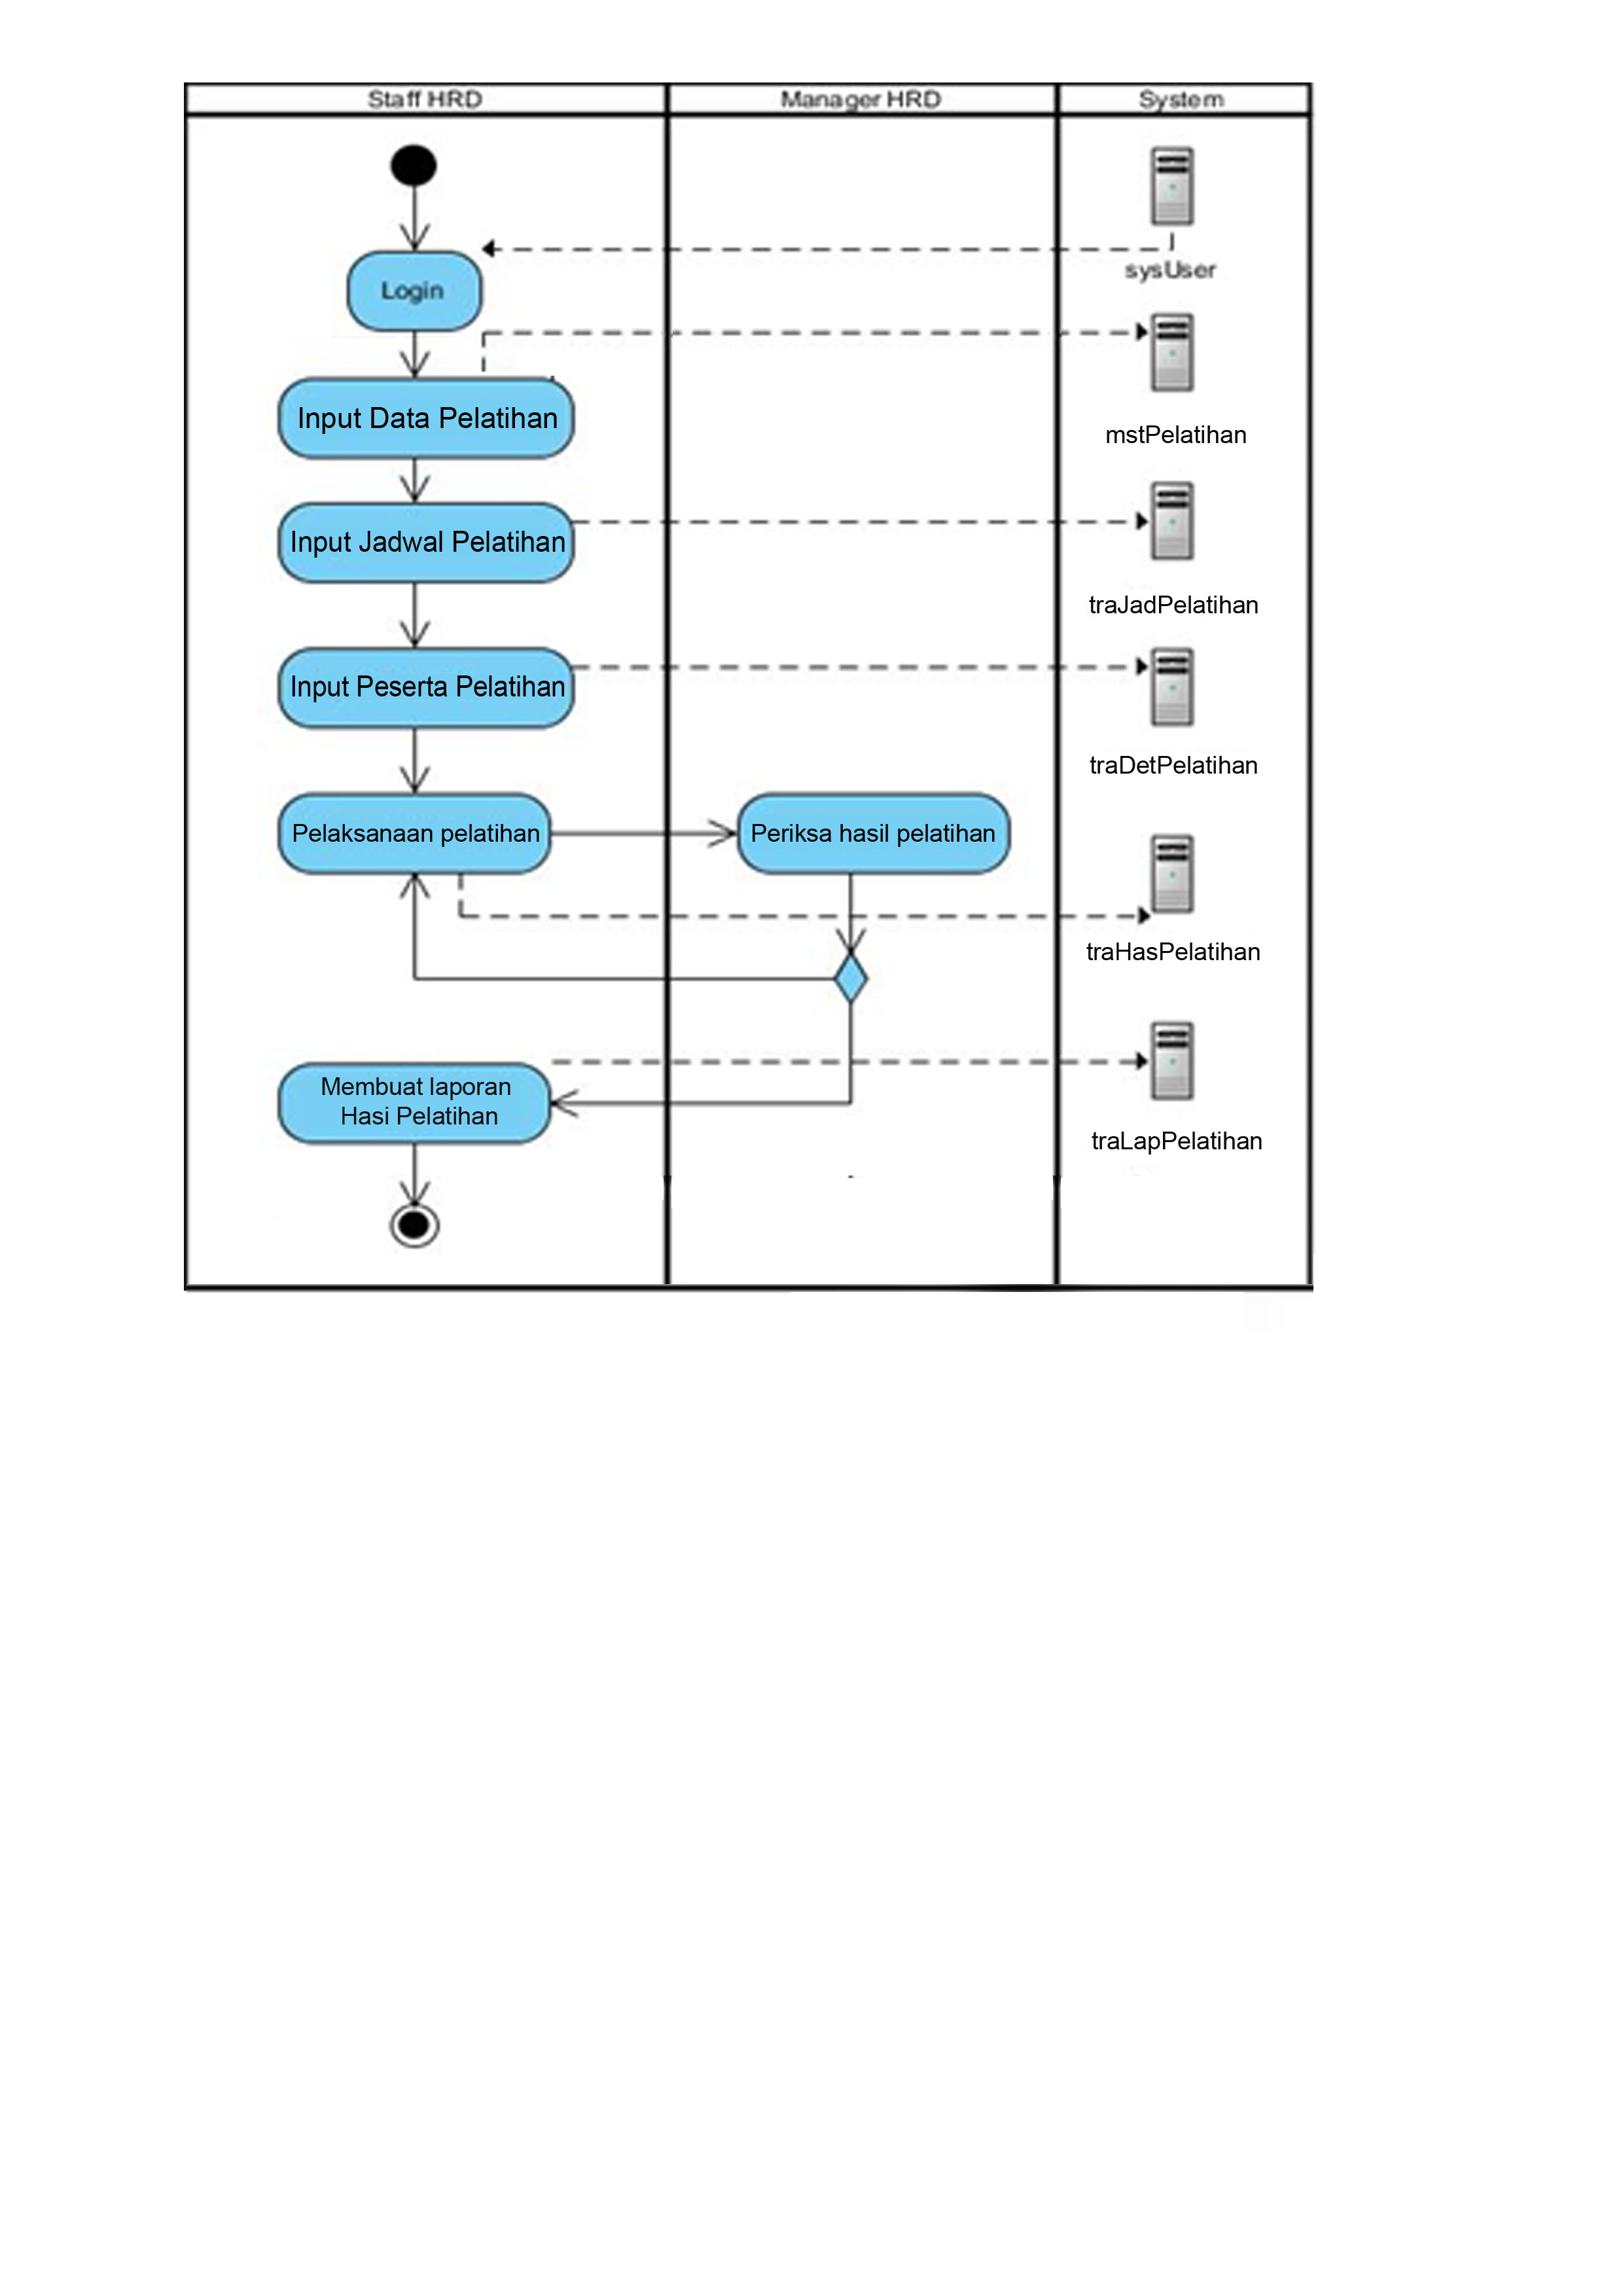 Staff HRD
Manager HRD
System
sysUser
Login
Input Data Pelatihan
mstPelatihan
Input Jadwal Pelatihan
traJadPelatihan
Input Peserta Pelatihan
traDetPelatihan
Pelaksanaan pelatihan
Periksa hasil pelatihan
traHasPelatihan
Membuat laporan
Hasi Pelatihan
traLapPelatihan